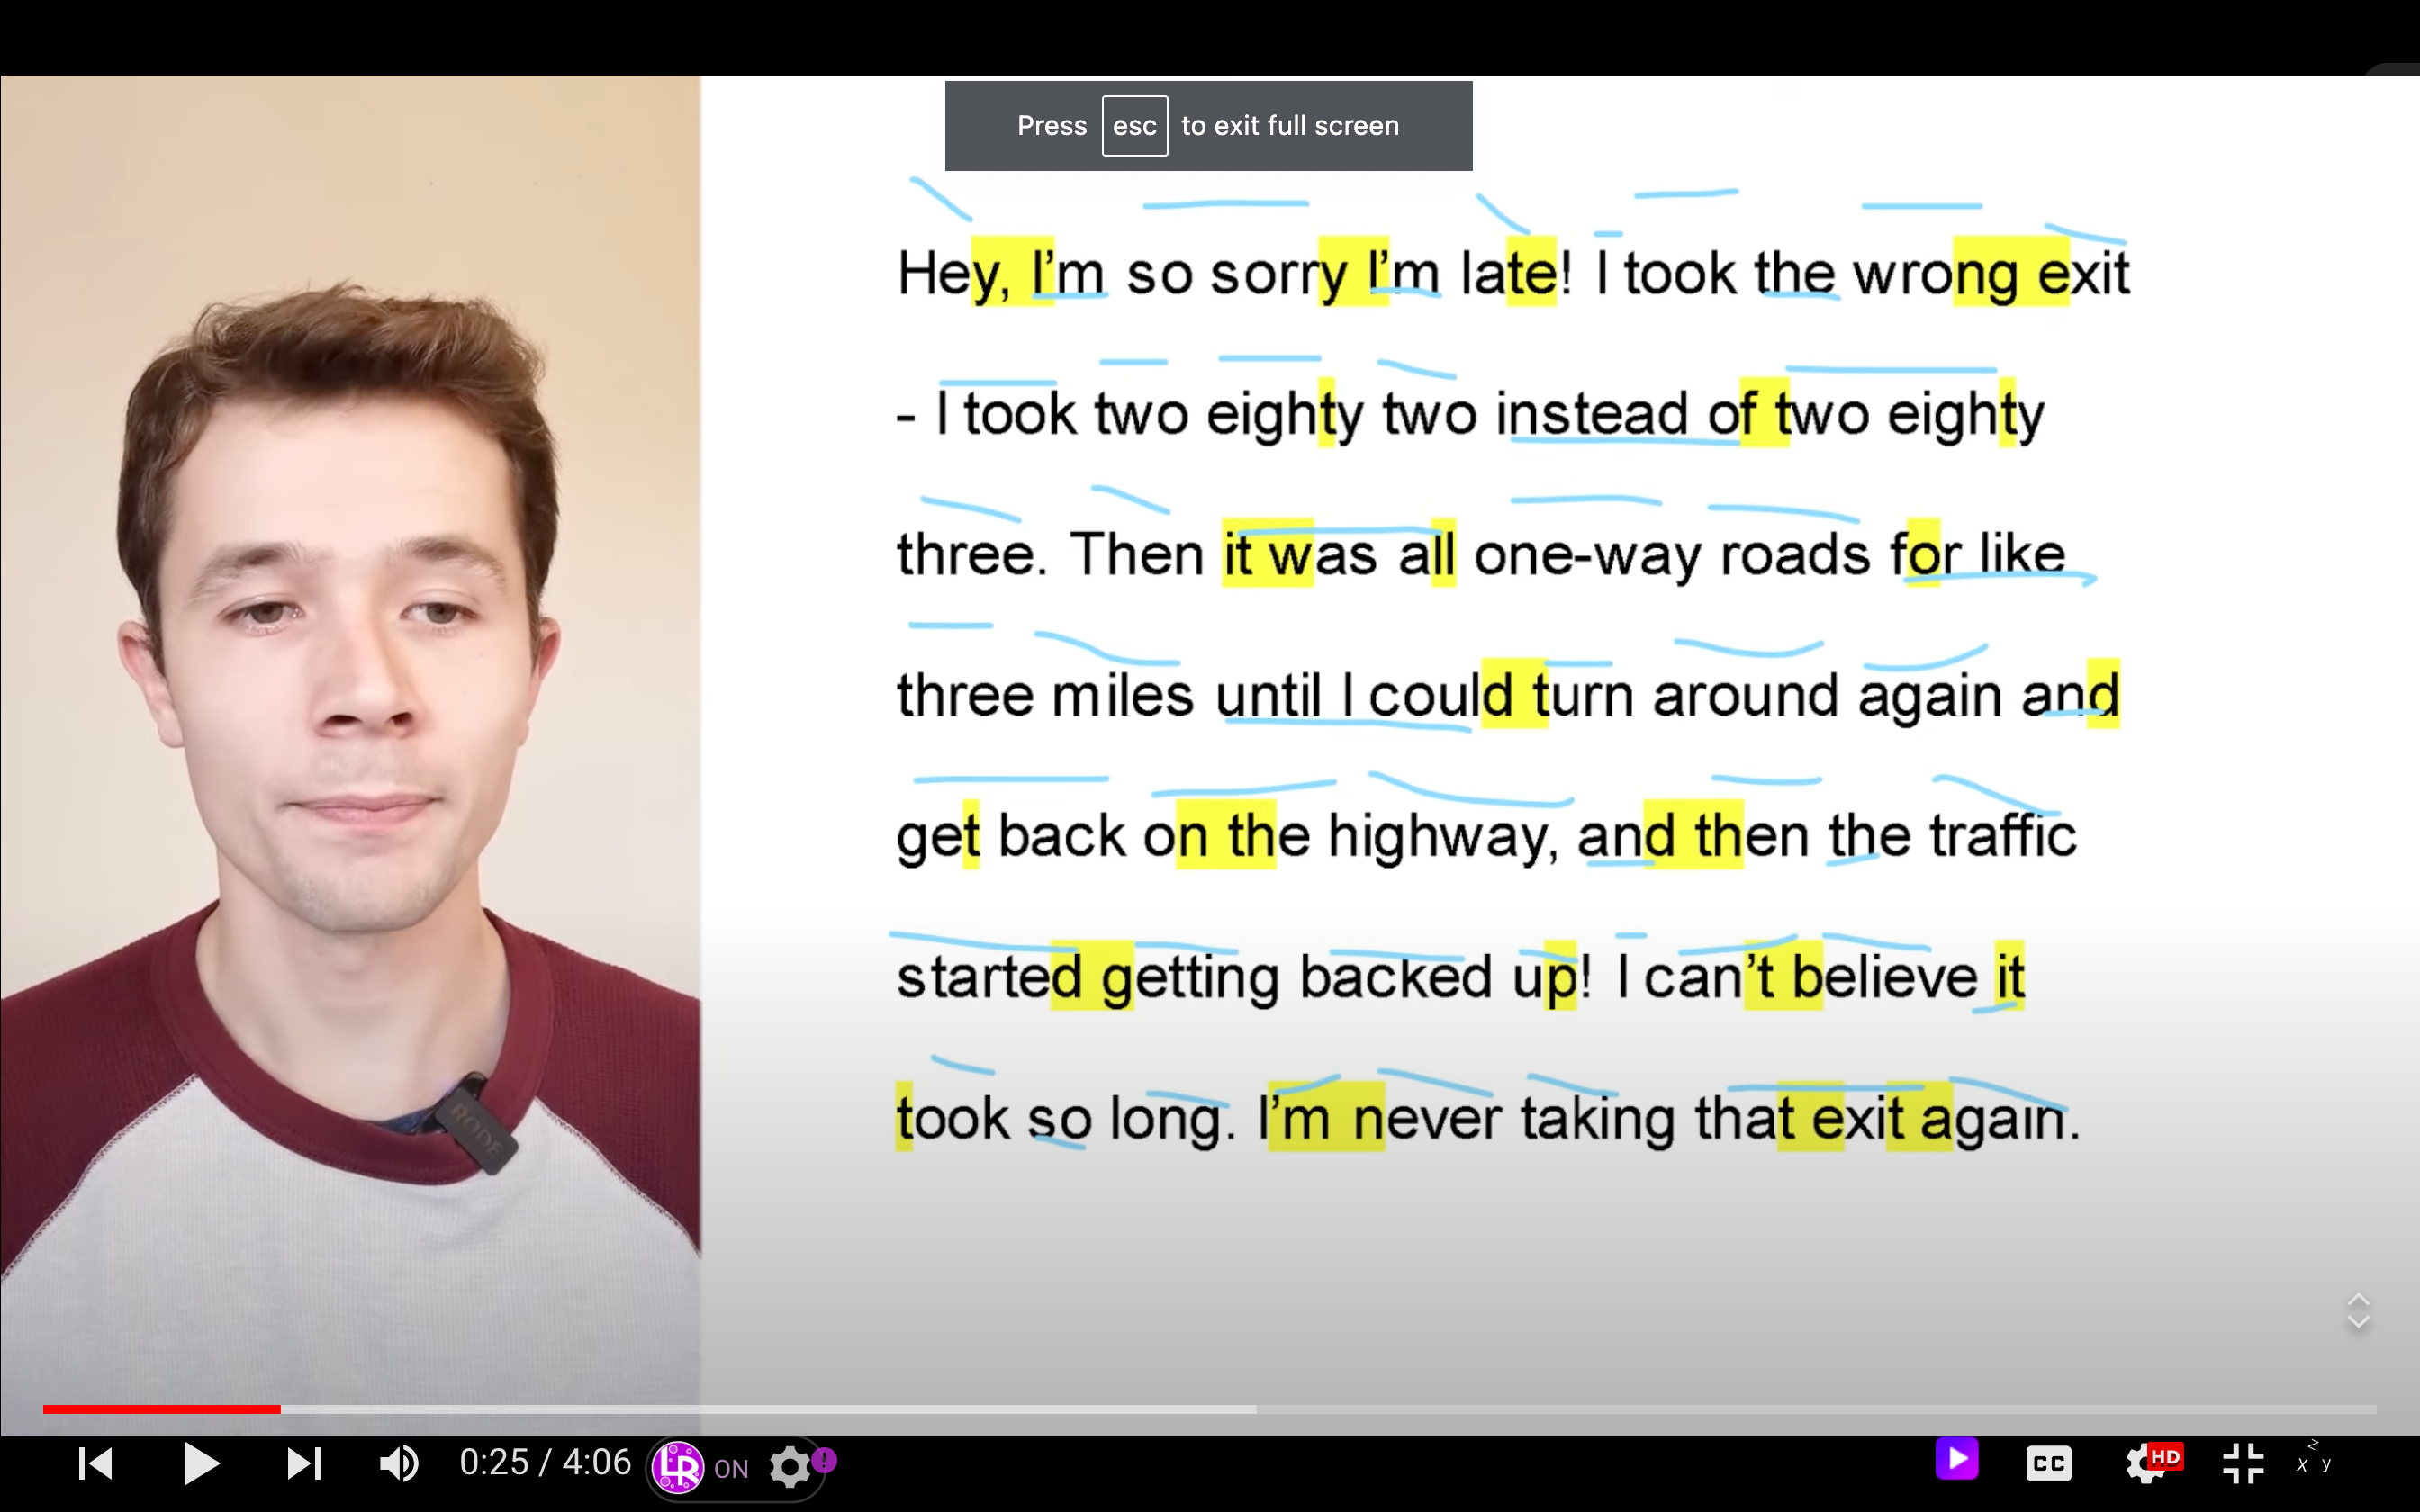 Press esc to exit full screen
Hey, I’m so sorry I’m late! I took the wrong exit
- I took two eighty two instead of two eighty
three. Then it was all one-way roads for like
three miles until I could turn around again and
get back on the highway, and then the traffic
started getting backed up! I can’t believe it
took so long. I’m never taking that exit again.
RODE
0:25 / 4:06 LR ON ! CC HD
z
x y